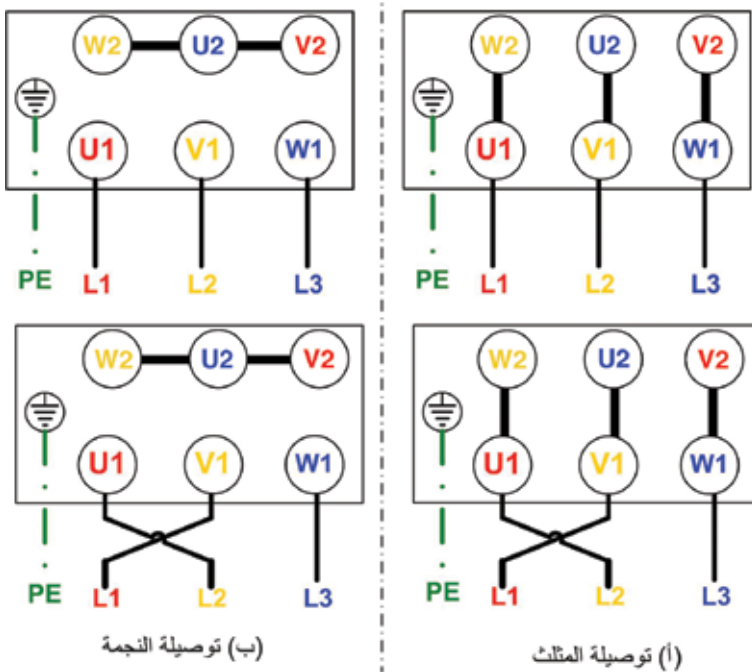 W2 U2 V2
U1 V1 W1
PE L1 L2 L3
W2 U2 V2
U1 V1 W1
PE L1 L2 L3
(أ) توصيلة المثلث
W2 U2 V2
U1 V1 W1
PE L1 L2 L3
W2 U2 V2
U1 V1 W1
PE L1 L2 L3
(ب) توصيلة النجمة